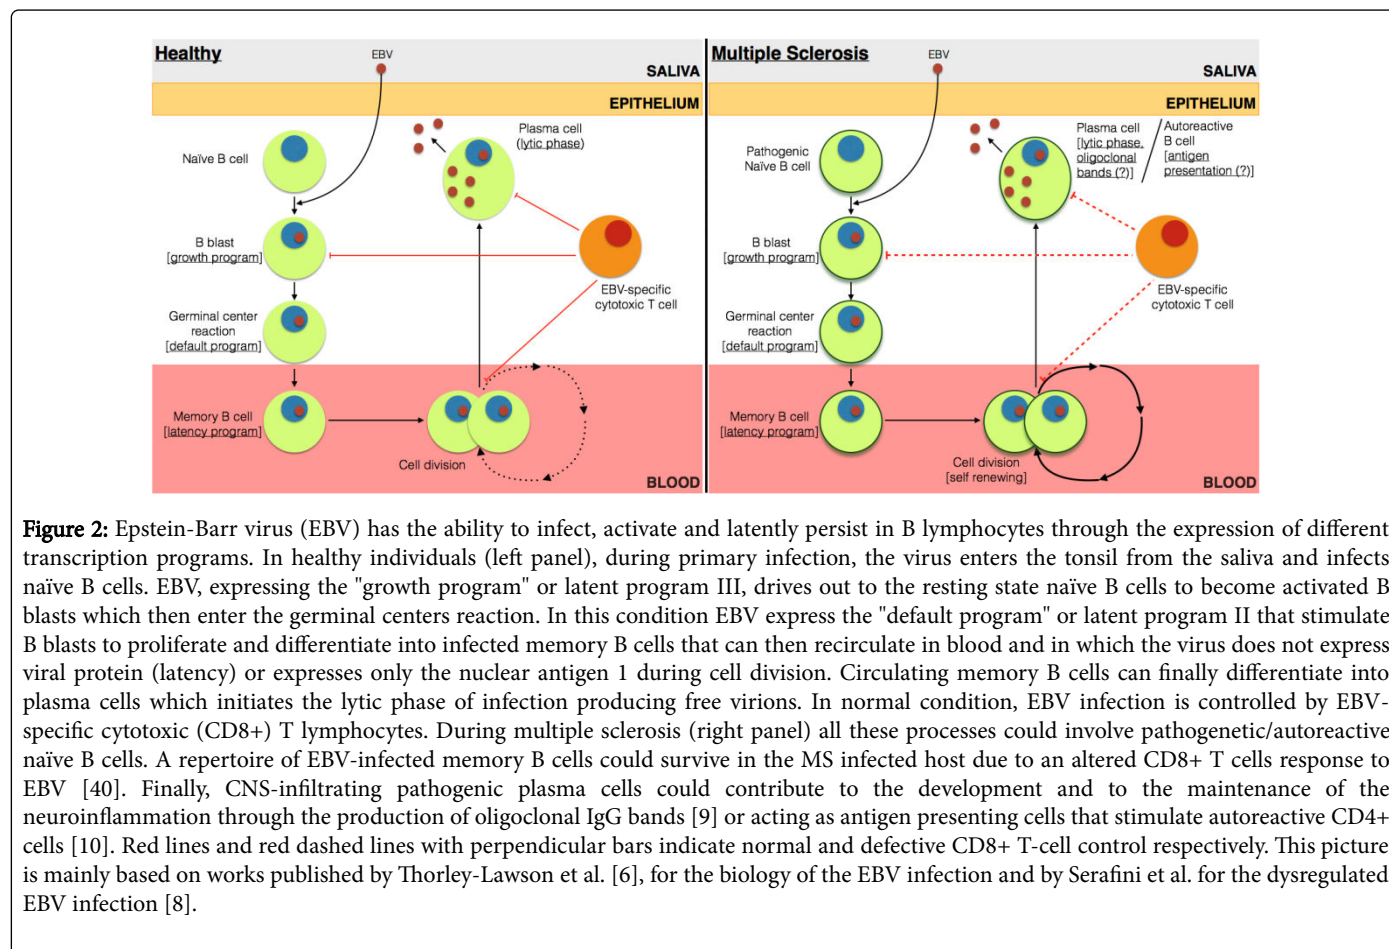 Healthy
EBV
SALIVA
EPITHELIUM
Naïve B cell
Plasma cell
(lytic phase)
B blast
[growth program]
EBV-specific
cytotoxic T cell
Germinal center
reaction
[default program]
Memory B cell
[latency program]
Cell division
BLOOD
Multiple Sclerosis
EBV
SALIVA
EPITHELIUM
Pathogenic
Naïve B cell
Plasma cell
[lytic phase,
oligoclonal
bands (?)]
Autoreactive
B cell
[antigen
presentation (?)]
B blast
[growth program]
EBV-specific
cytotoxic T cell
Germinal center
reaction
[default program]
Memory B cell
[latency program]
Cell division
[self renewing]
BLOOD
Figure 2: Epstein-Barr virus (EBV) has the ability to infect, activate and latently persist in B lymphocytes through the expression of different
transcription programs. In healthy individuals (left panel), during primary infection, the virus enters the tonsil from the saliva and infects
naïve B cells. EBV, expressing the "growth program" or latent program III, drives out to the resting state naïve B cells to become activated B
blasts which then enter the germinal centers reaction. In this condition EBV express the "default program" or latent program II that stimulate
B blasts to proliferate and differentiate into infected memory B cells that can then recirculate in blood and in which the virus does not express
viral protein (latency) or expresses only the nuclear antigen 1 during cell division. Circulating memory B cells can finally differentiate into
plasma cells which initiates the lytic phase of infection producing free virions. In normal condition, EBV infection is controlled by EBV-
specific cytotoxic (CD8+) T lymphocytes. During multiple sclerosis (right panel) all these processes could involve pathogenetic/autoreactive
naïve B cells. A repertoire of EBV-infected memory B cells could survive in the MS infected host due to an altered CD8+ T cells response to
EBV [40]. Finally, CNS-infiltrating pathogenic plasma cells could contribute to the development and to the maintenance of the
neuroinflammation through the production of oligoclonal IgG bands [9] or acting as antigen presenting cells that stimulate autoreactive CD4+
cells [10]. Red lines and red dashed lines with perpendicular bars indicate normal and defective CD8+ T-cell control respectively. This picture
is mainly based on works published by Thorley-Lawson et al. [6], for the biology of the EBV infection and by Serafini et al. for the dysregulated
EBV infection [8].